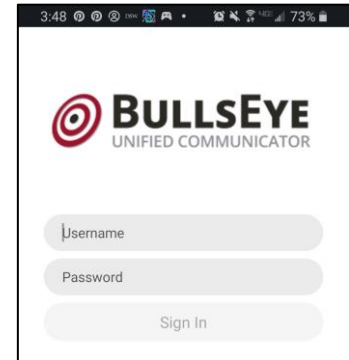 3:48 73%
BULLSEYE
UNIFIED COMMUNICATOR
Username
Password
Sign In